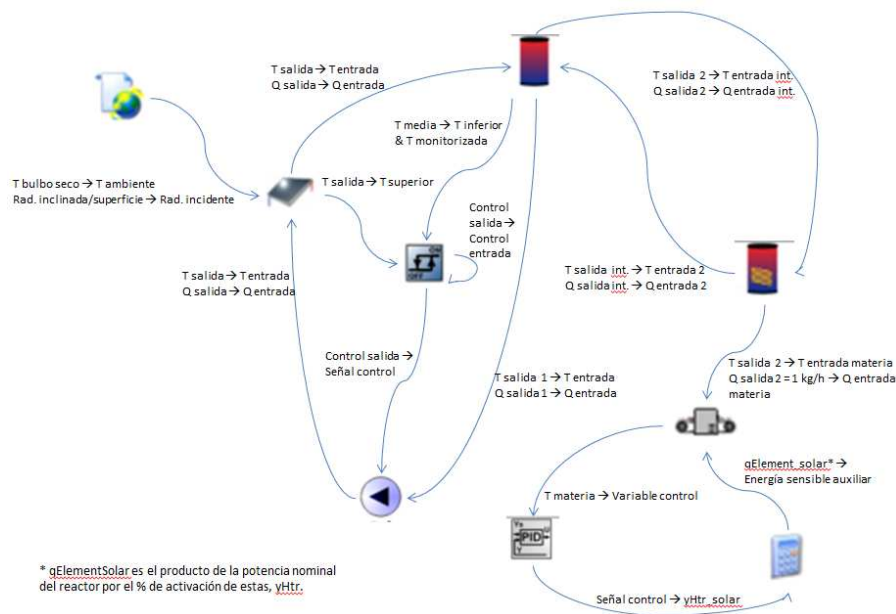 T salida → T entrada
Q salida → Q entrada
T salida 2 → T entrada int.
Q salida 2 → Q entrada int.
T media → T inferior
& T monitorizada
T bulbo seco → T ambiente
Rad. inclinada/superficie → Rad. incidente
T salida → T superior
Control
salida →
Control
entrada
ON
OFF
T salida → T entrada
Q salida → Q entrada
T salida int. → T entrada 2
Q salida int. → Q entrada 2
Control salida →
Señal control
T salida 1 → T entrada
Q salida 1 → Q entrada
T salida 2 → T entrada materia
Q salida 2 = 1 kg/h → Q entrada
materia
qElement_solar* →
Energía sensible auxiliar
T materia → Variable control
Ys
U
PID
Y
Señal control → yHtr_solar
* qElementSolar es el producto de la potencia nominal
del reactor por el % de activación de estas, yHtr.